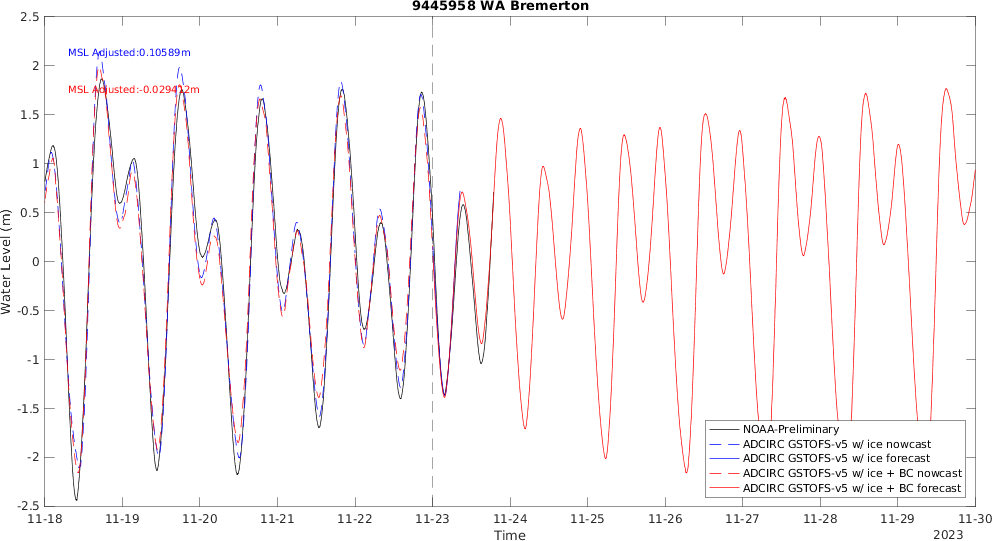 9445958 WA Bremerton
2.5
2
1.5
1
0.5
0
-0.5
-1
-1.5
-2
-2.5
Water Level (m)
MSL Adjusted:0.10589m
NOAA-Preliminary
ADCIRC GSTOFS-v5 w/ ice nowcast
ADCIRC GSTOFS-v5 w/ ice forecast
ADCIRC GSTOFS-v5 w/ ice + BC nowcast
ADCIRC GSTOFS-v5 w/ ice + BC forecast
11-18 11-19 11-20 11-21 11-22 11-23 11-24 11-25 11-26 11-27 11-28 11-29 11-30
Time
2023